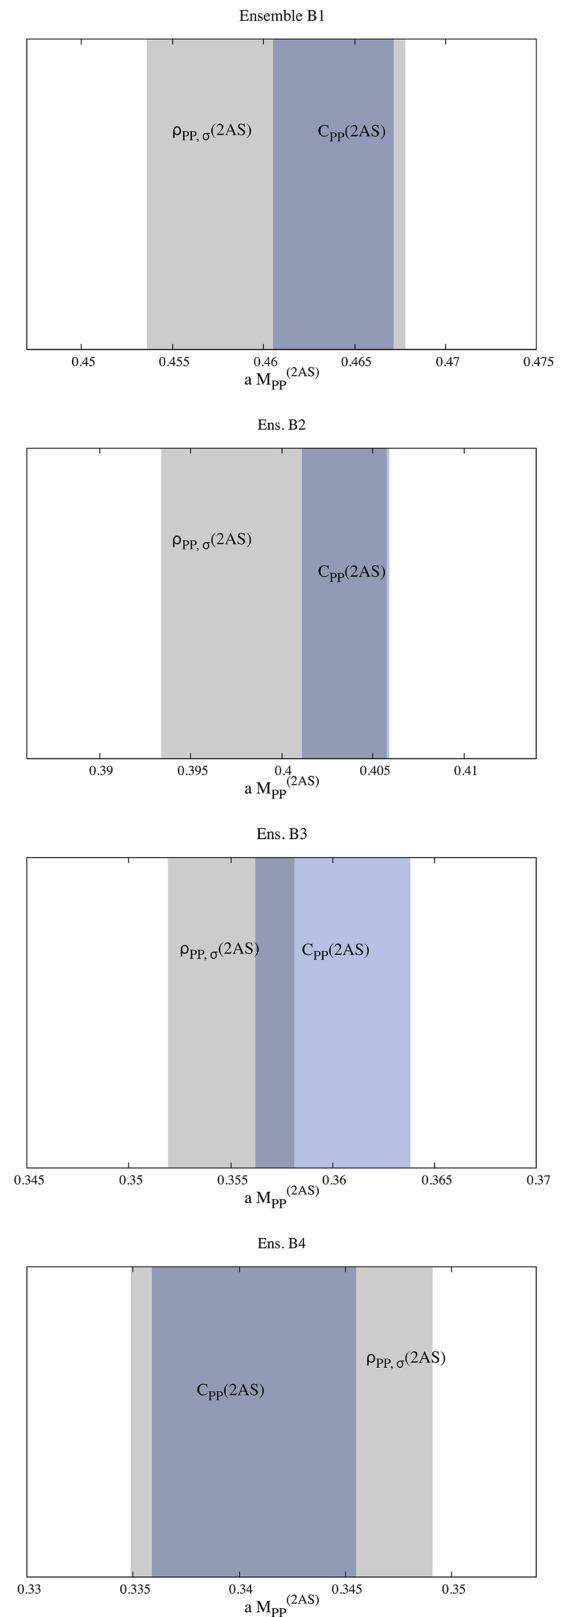 Ensemble B1
ρPP, σ(2AS) CPP(2AS)
0.45 0.455 0.46 0.465 0.47 0.475
a MPP(2AS)
Ens. B2
ρPP, σ(2AS)
CPP(2AS)
0.39 0.395 0.4 0.405 0.41
a MPP(2AS)
Ens. B3
ρPP, σ(2AS) CPP(2AS)
0.345 0.35 0.355 0.36 0.365 0.37
a MPP(2AS)
Ens. B4
ρPP, σ(2AS)
CPP(2AS)
0.33 0.335 0.34 0.345 0.35
a MPP(2AS)